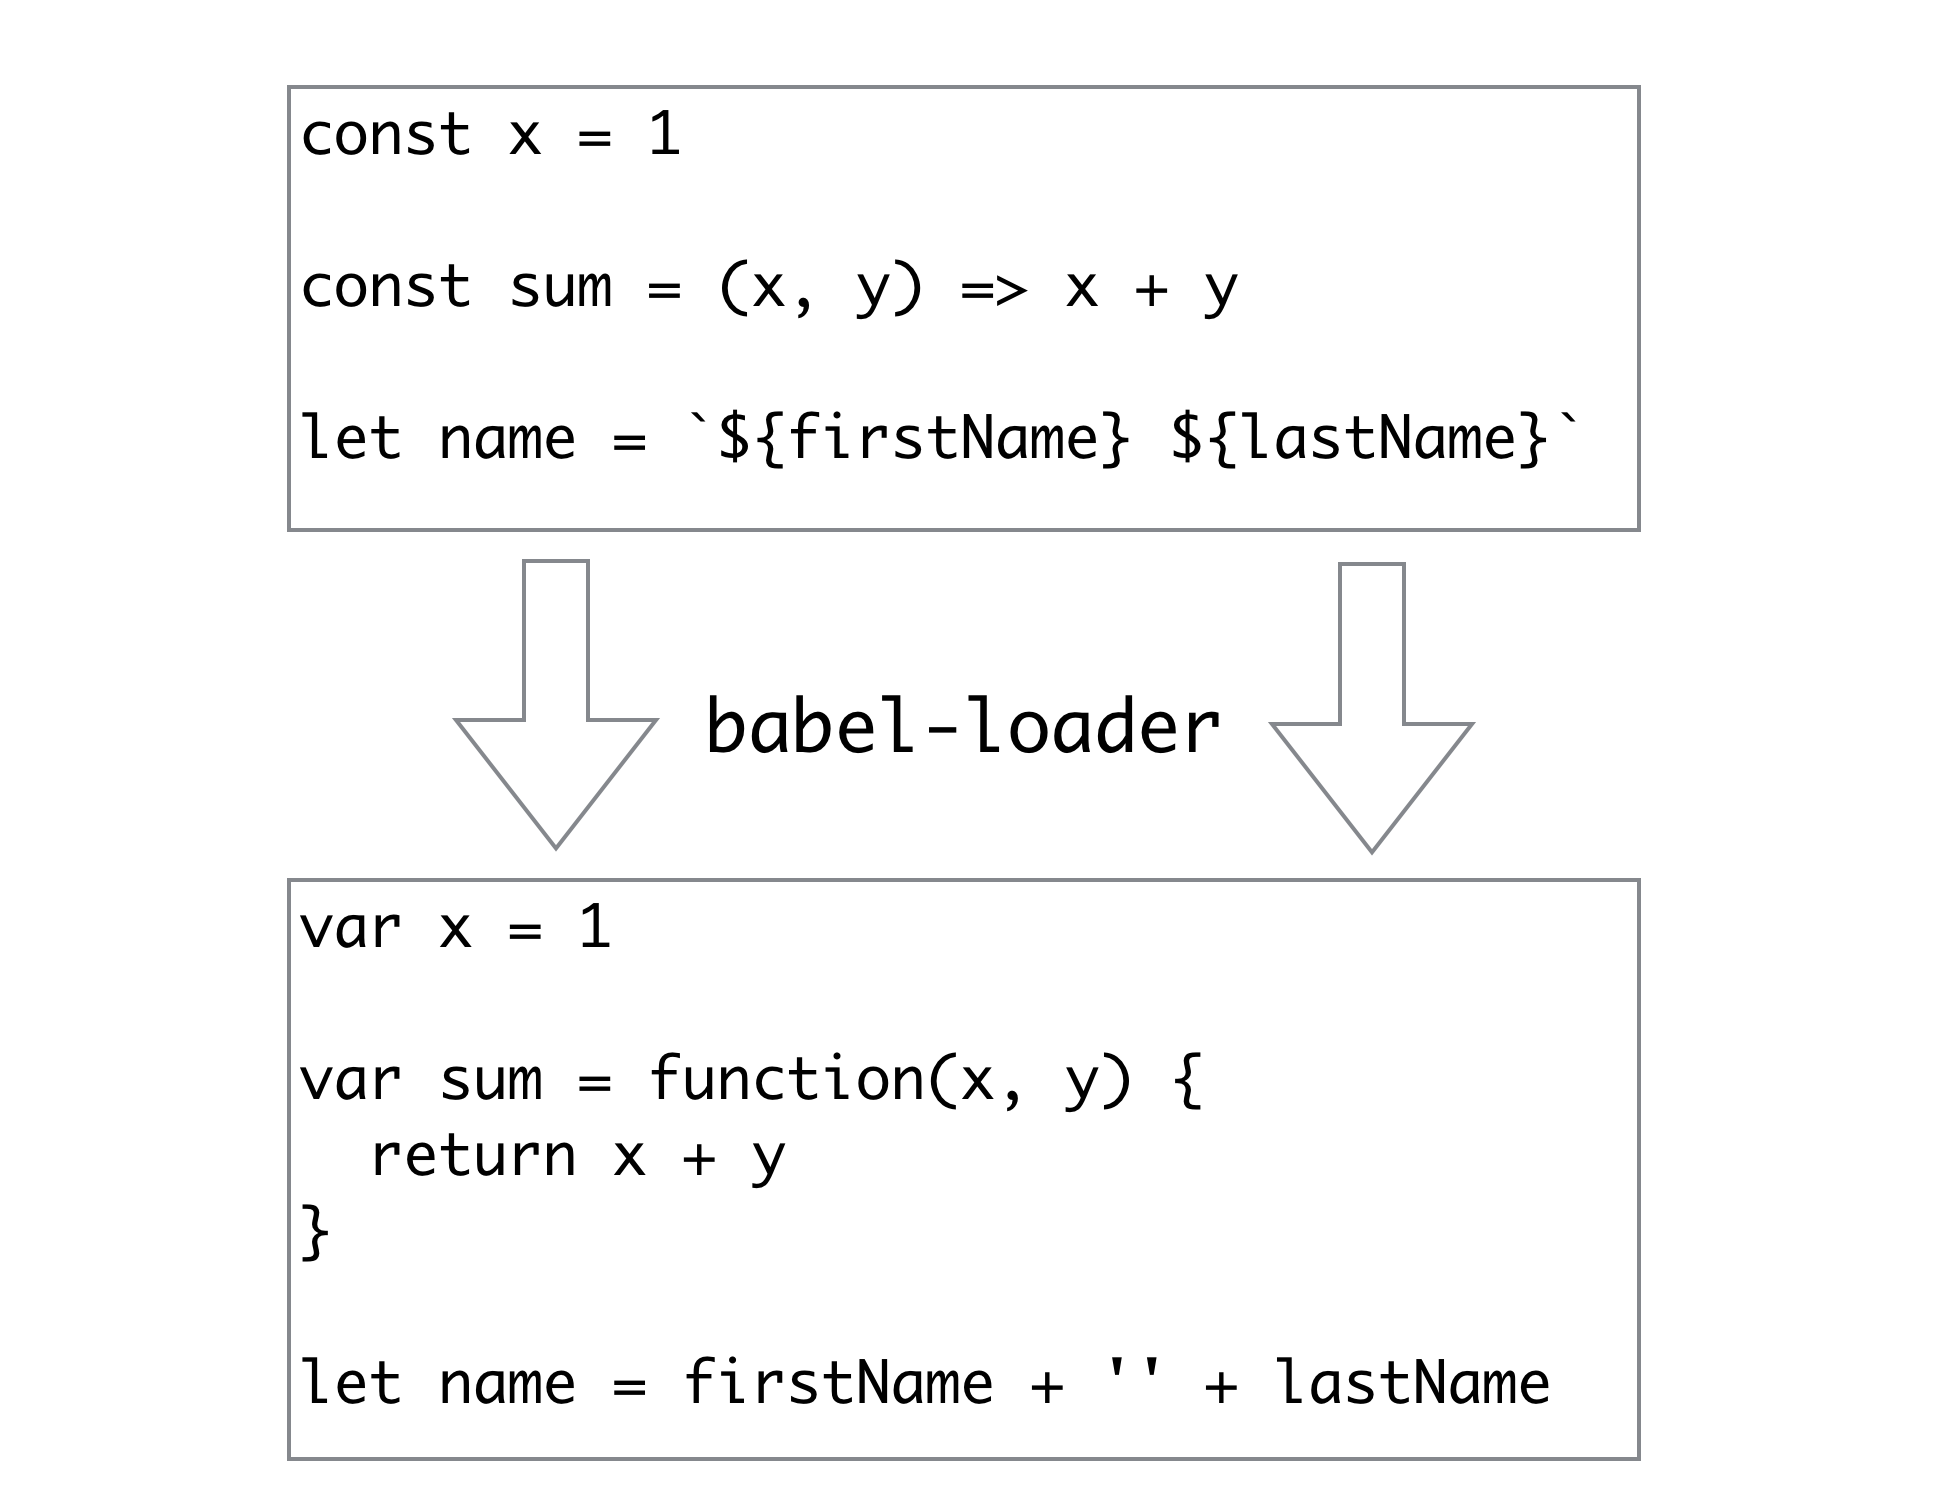 const x = 1
const sum = (x, y) => x + y
let name = `${firstName} ${lastName}`
babel-loader
var x = 1
var sum = function(x, y) {
  return x + y
}
let name = firstName + '' + lastName